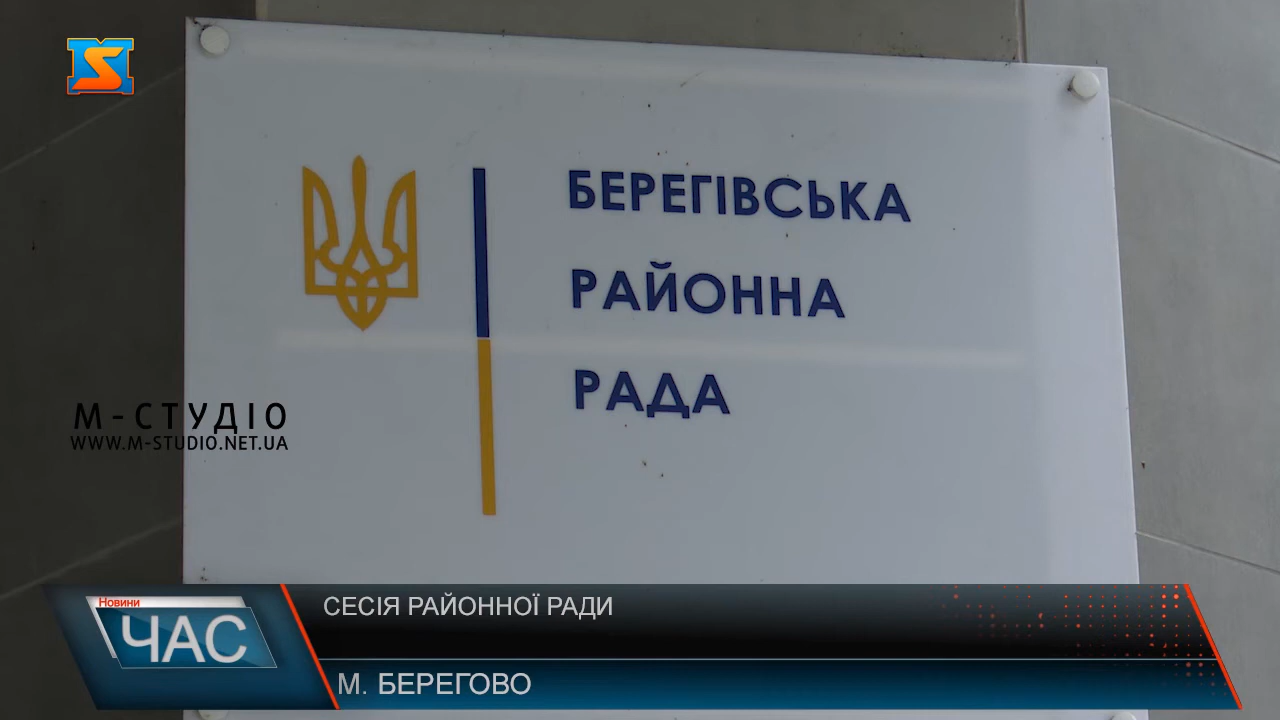 БЕРЕГІВСЬКА
РАЙОННА
РАДА
М-СТУДІО
WWW.M-STUDIO.NET.UA
Новини
ЧАС
СЕСІЯ РАЙОННОЇ РАДИ
М. БЕРЕГОВО